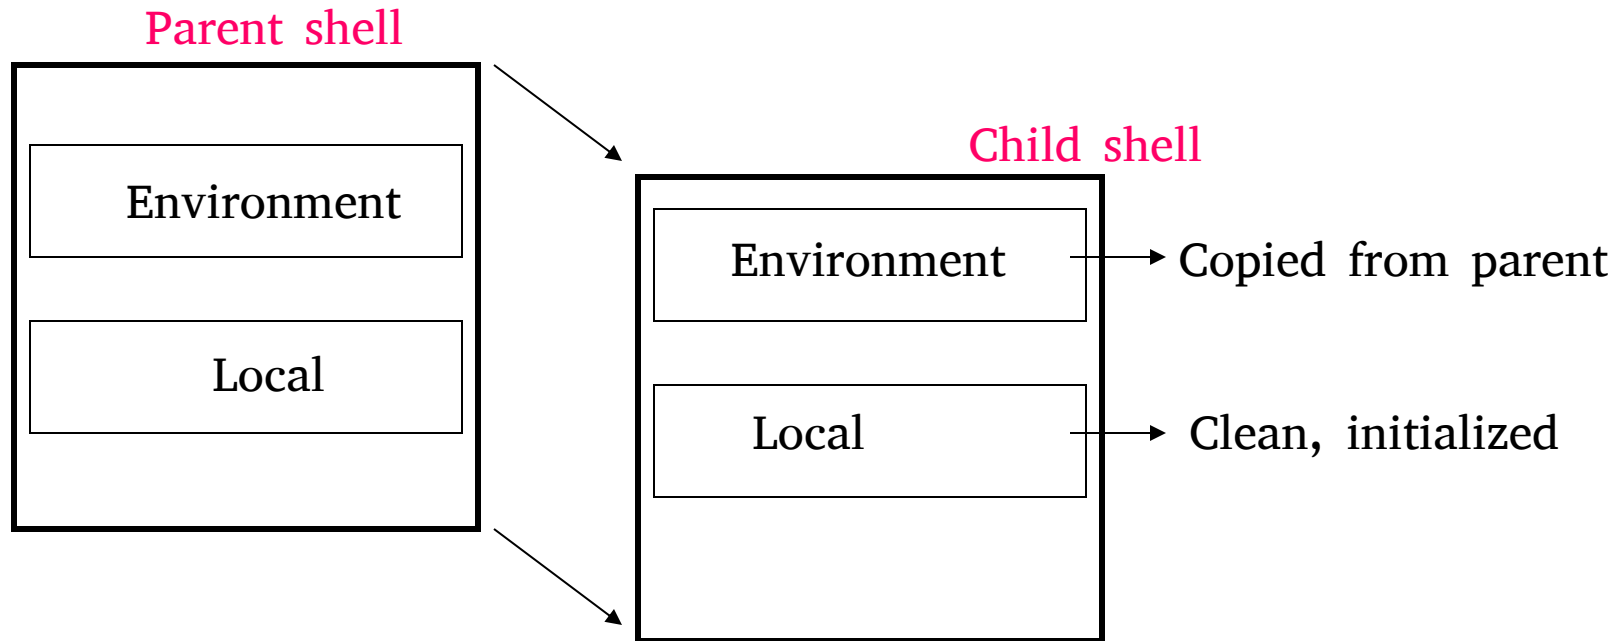 Parent shell
Child shell
Environment
Environment
Copied from parent
Local
Local
Clean, initialized